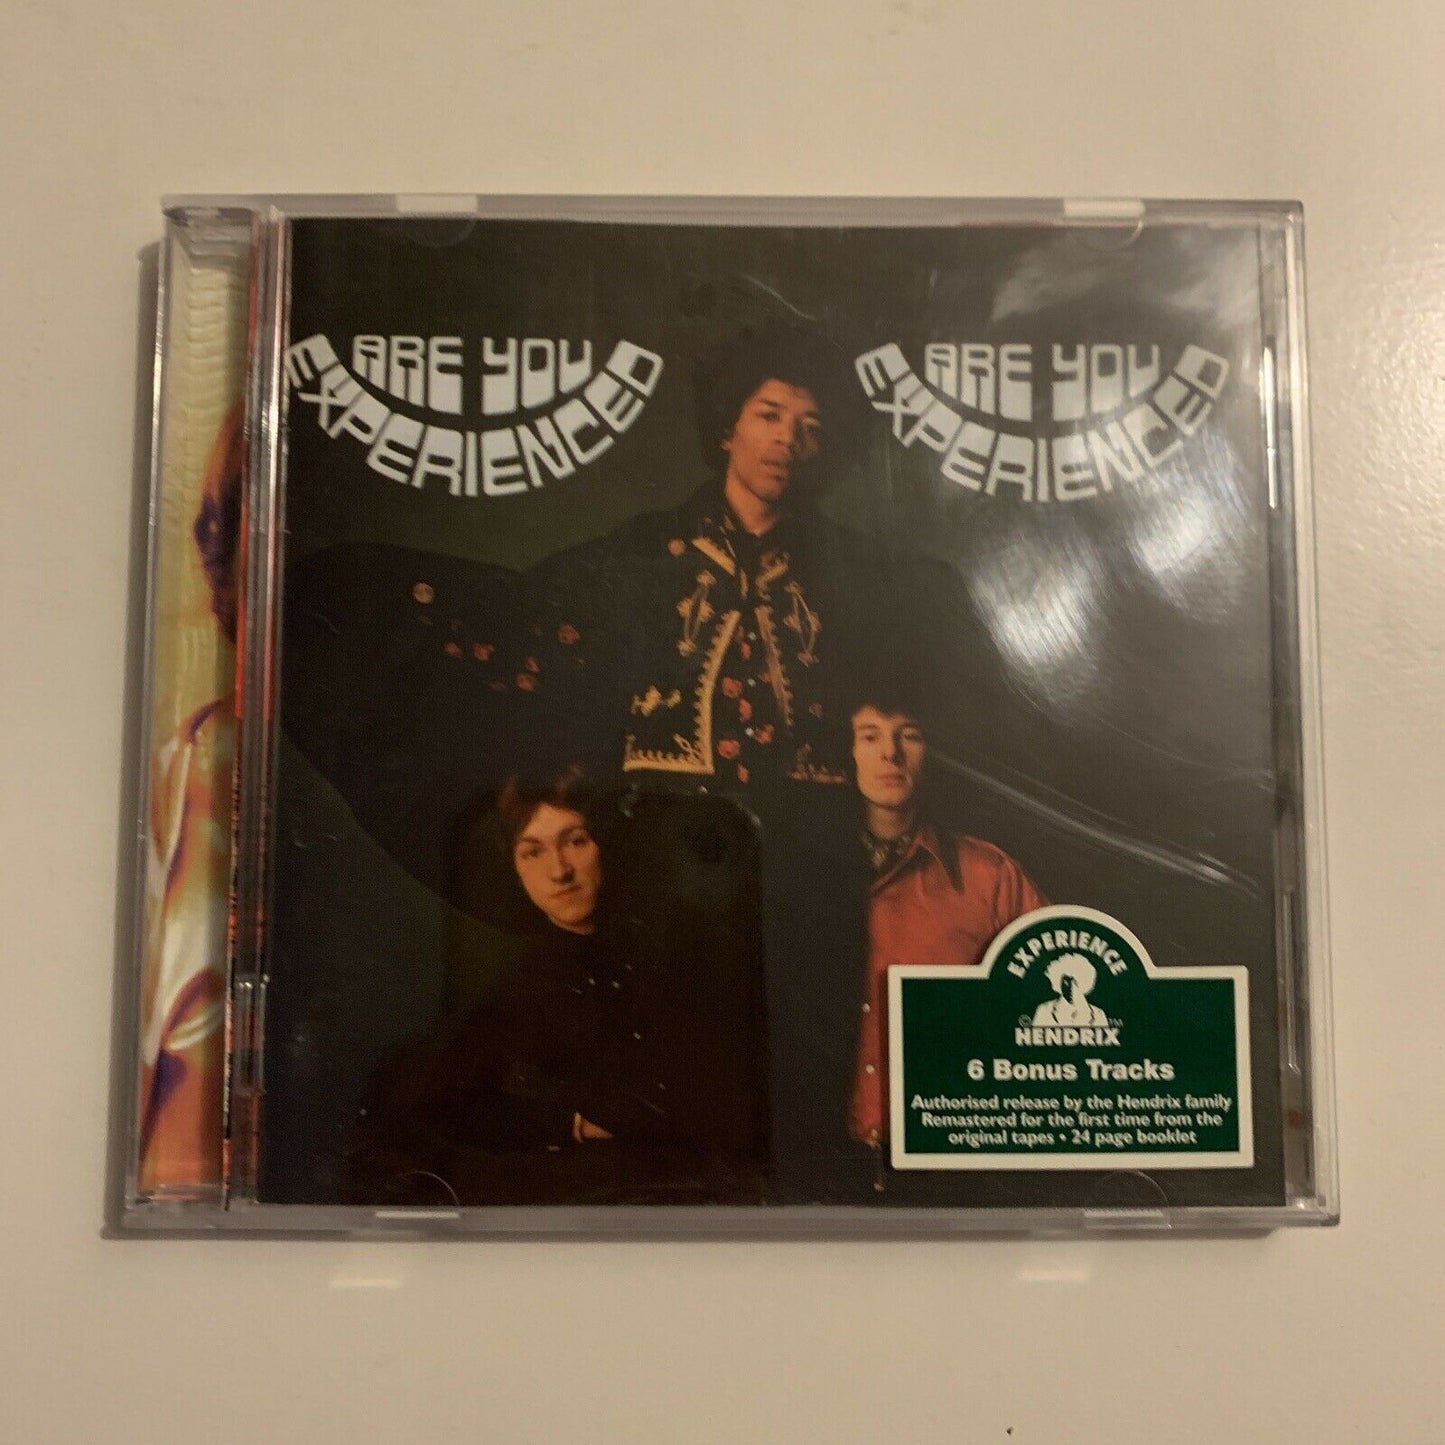 ARE YOU
EXPERIENCED
ARE YOU
EXPERIENCED
EXPERIENCE
© HENDRIX ™
6 Bonus Tracks
Authorised release by the Hendrix family
Remastered for the first time from the
original tapes • 24 page booklet